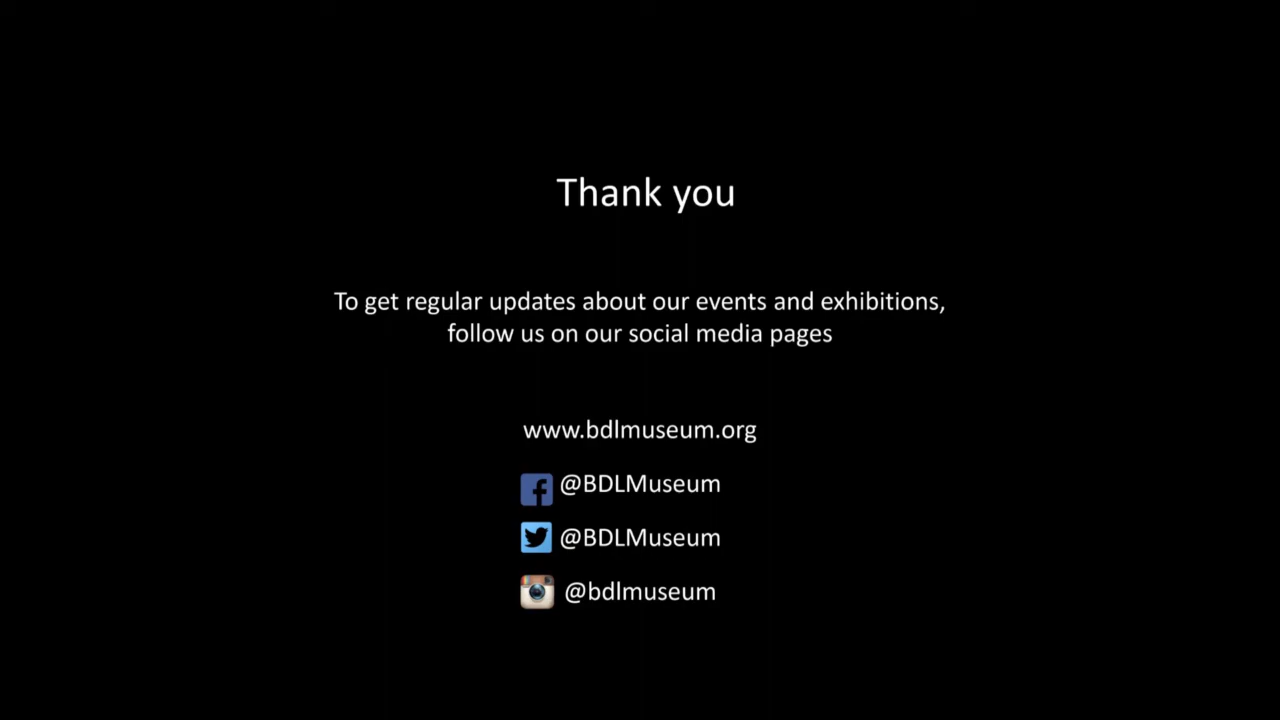 Thank you
To get regular updates about our events and exhibitions,
follow us on our social media pages
www.bdlmuseum.org
@BDLMuseum
@BDLMuseum
@bdlmuseum